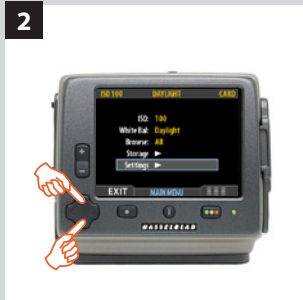 2
ISO 100 DAYLIGHT CARD
ISO: 100
White Bal: Daylight
Browse: All
Storage ►
Settings ►
EXIT MAIN MENU
+
−
i
HASSELBLAD